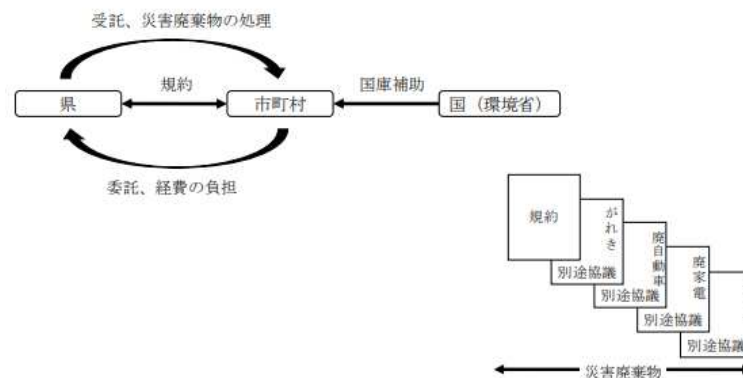 受託、災害廃棄物の処理
規約
国庫補助
県
市町村
国（環境省）
委託、経費の負担
規約
がれき
廃自動車
廃家電
別途協議
別途協議
別途協議
別途協議
災害廃棄物